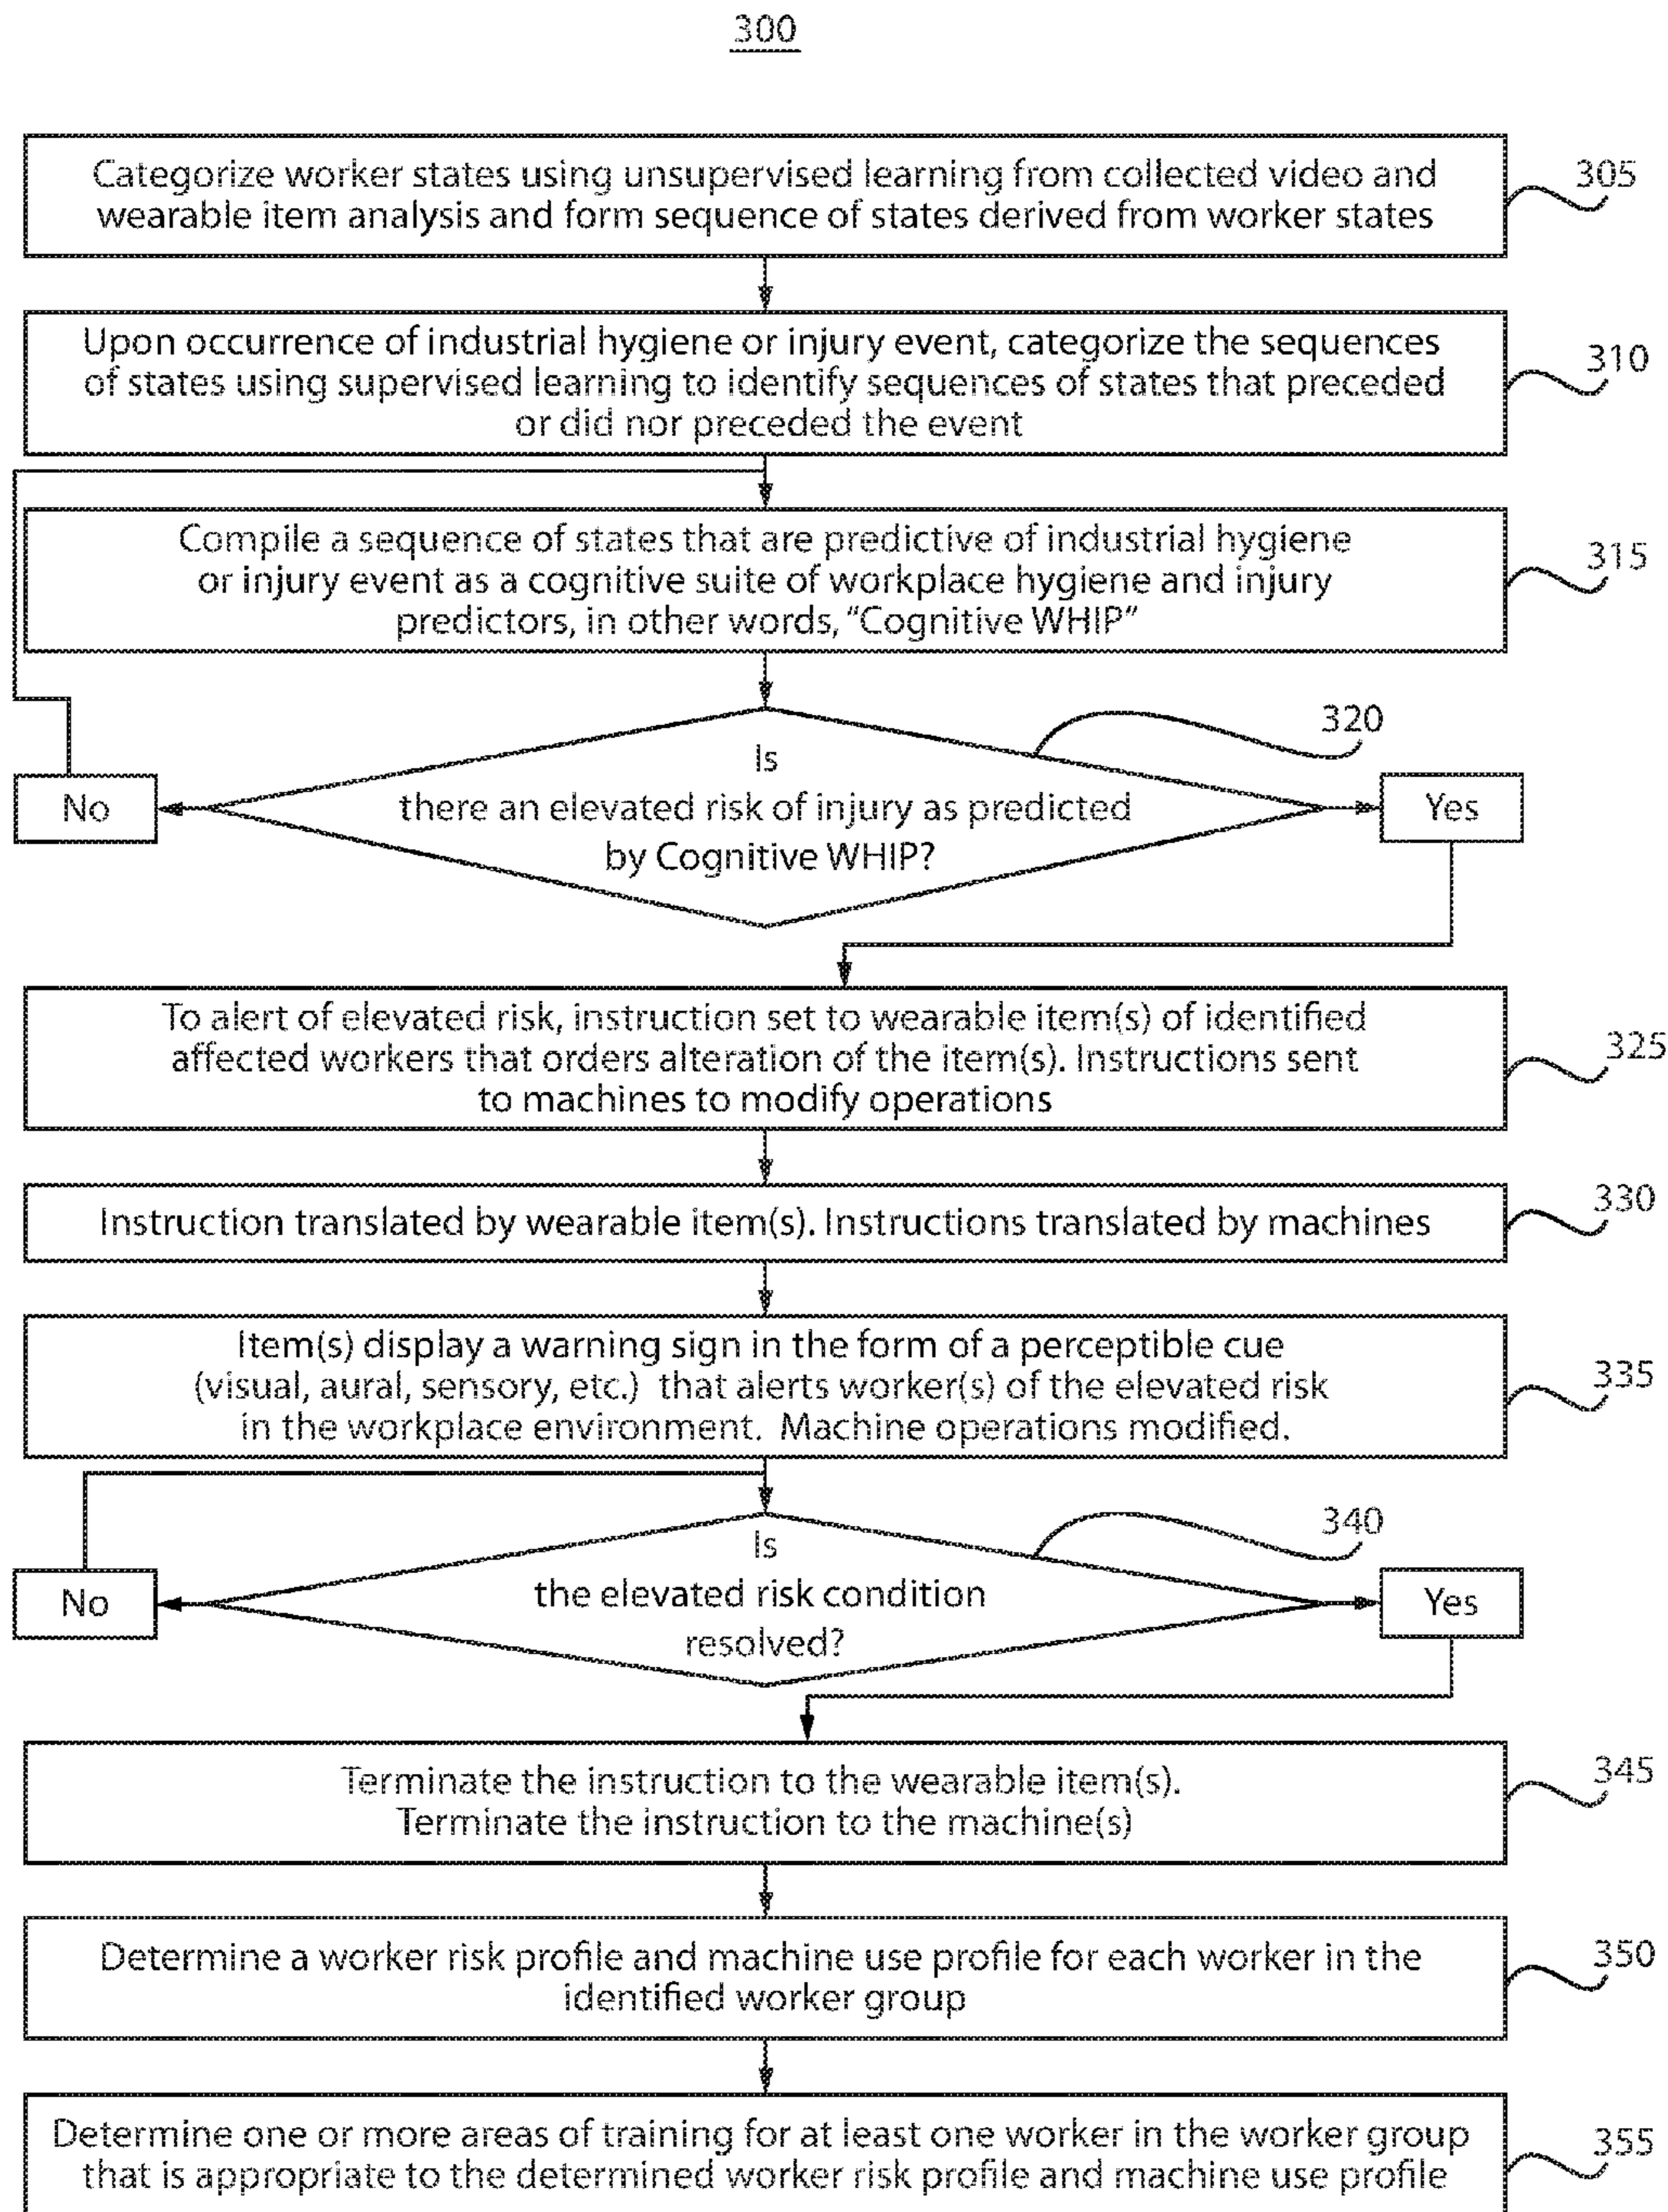 300
Categorize worker states using unsupervised learning from collected video and
wearable item analysis and form sequence of states derived from worker states
305
Upon occurrence of industrial hygiene or injury event, categorize the sequences
of states using supervised learning to identify sequences of states that preceded
or did nor preceded the event
310
Compile a sequence of states that are predictive of industrial hygiene
or injury event as a cognitive suite of workplace hygiene and injury
predictors, in other words, "Cognitive WHIP"
315
320
Is
there an elevated risk of injury as predicted
by Cognitive WHIP?
No
Yes
To alert of elevated risk, instruction set to wearable item(s) of identified
affected workers that orders alteration of the item(s). Instructions sent
to machines to modify operations
325
Instruction translated by wearable item(s). Instructions translated by machines
330
Item(s) display a warning sign in the form of a perceptible cue
(visual, aural, sensory, etc.) that alerts worker(s) of the elevated risk
in the workplace environment. Machine operations modified.
335
340
Is
the elevated risk condition
resolved?
No
Yes
Terminate the instruction to the wearable item(s).
Terminate the instruction to the machine(s)
345
Determine a worker risk profile and machine use profile for each worker in the
identified worker group
350
Determine one or more areas of training for at least one worker in the worker group
that is appropriate to the determined worker risk profile and machine use profile
355